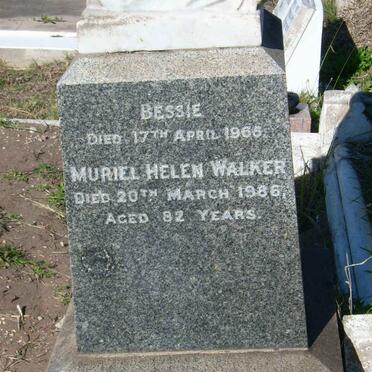 BESSIE
DIED 17TH APRIL 1966.
MURIEL HELEN WALKER
DIED 20TH MARCH 1986.
AGED 82 YEARS.